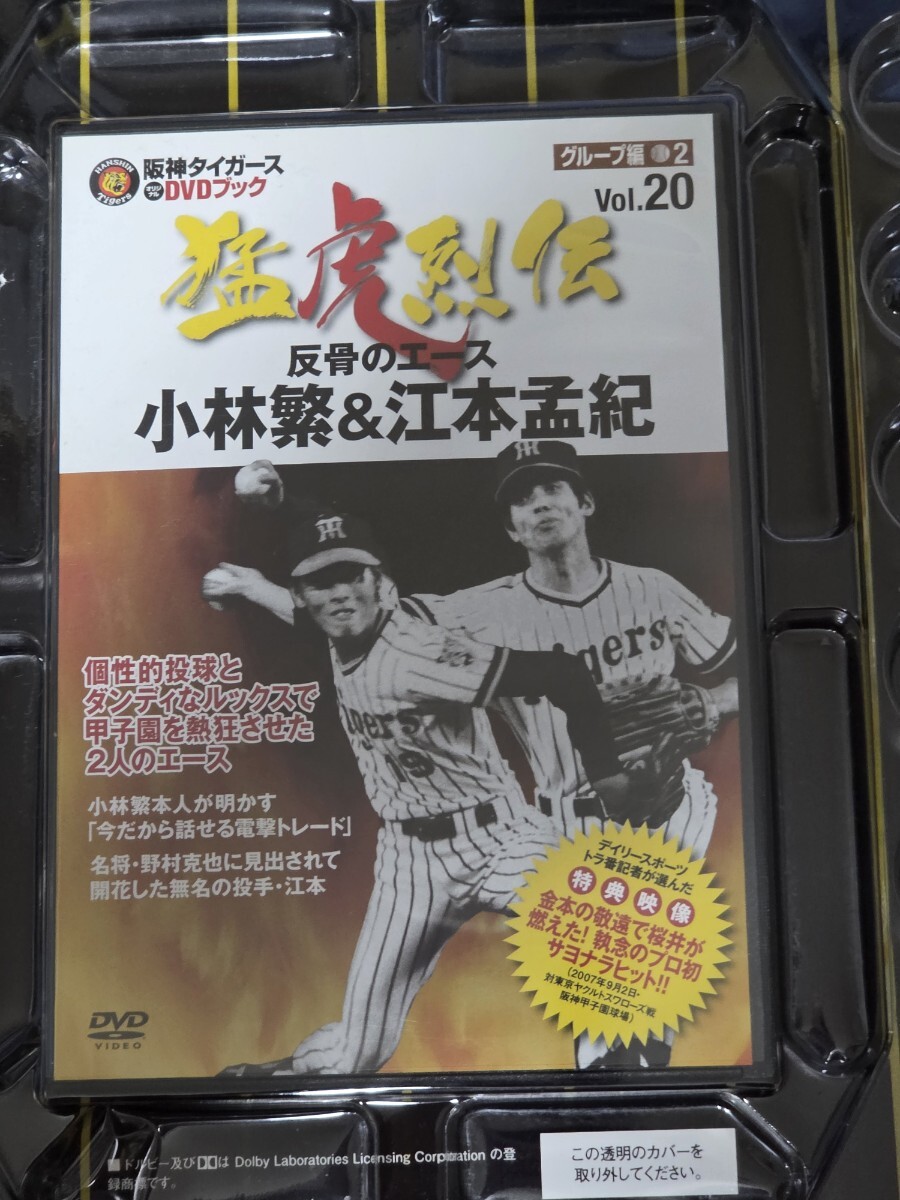 HANSHIN
Tigers
阪神タイガース
オリジナル
DVDブック
グループ編 2
Vol.20
猛虎烈伝
反骨のエース
小林繁&江本孟紀
Tigers
19
igers
個性的投球と
ダンディなルックスで
甲子園を熱狂させた
2人のエース
小林繁本人が明かす
「今だから話せる電撃トレード」
名将・野村克也に見出されて
開花した無名の投手・江本
デイリースポーツ
トラ番記者が選んだ
特典映像
金本の敬遠で桜井が
燃えた!執念のプロ初
サヨナラヒット!!
(2007年9月2日・
対東京ヤクルトスワローズ戦
阪神甲子園球場)
DVD
VIDEO
■ドルビー及びDDは Dolby Laboratories Licensing Corporation の登
録商標です。
この透明のカバーを
取り外してください。